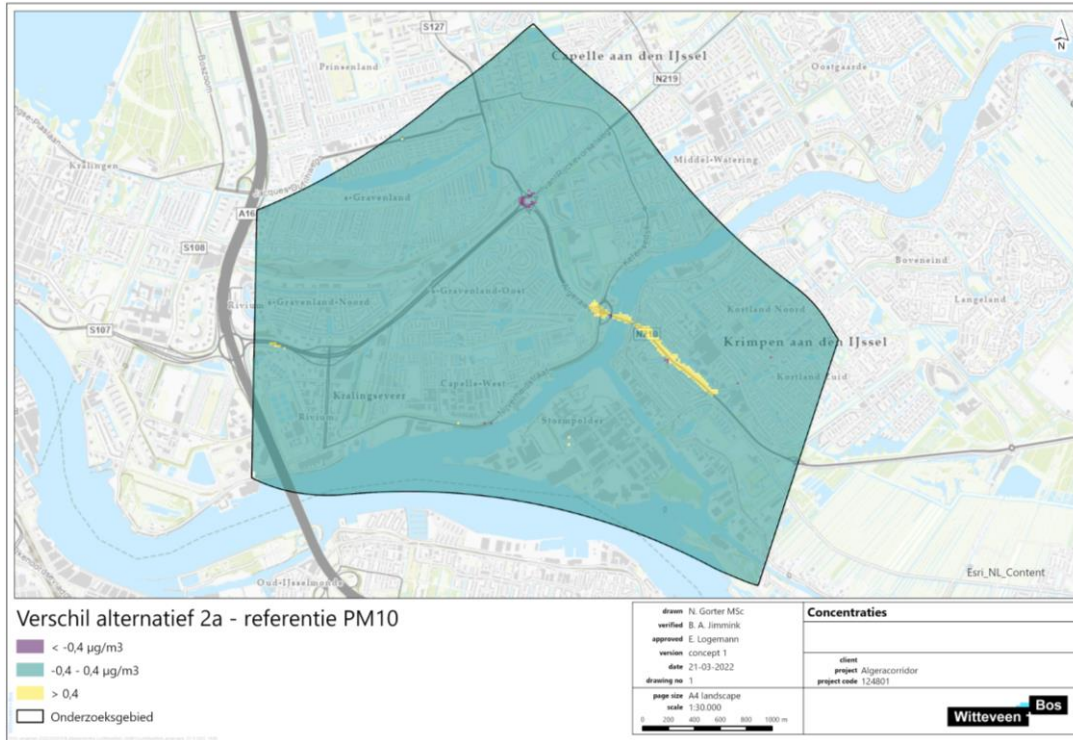 S127
Capelle aan den IJssel
Prinsenland
Oostgaarde
N
N219
Kralingen
Middel-Watering
s-Gravenland
A16
S108
Boveneind
s-Gravenland-Oost
s-Gravenland-Noord
Rivium
Langeland
Kortland Noord
S107
Krimpen aan den IJssel
Kortland Zuid
Capelle-West
Kralingseveer
Rivium
Stormpolder
Oud-IJsselmonde
Esri_NL_Content
Verschil alternatief 2a - referentie PM10
< -0,4 µg/m3
-0,4 - 0,4 µg/m3
> 0,4
Onderzoeksgebied
drawn N. Gorter MSc
verified B. A. Jimmink
approved E. Logemann
version concept 1
date 21-03-2022
drawing no 1
page size A4 landscape
scale 1:30.000
0 200 400 600 800 1000 m
Concentraties
client
project Algeracorridor
project code 124801
Witteveen + Bos